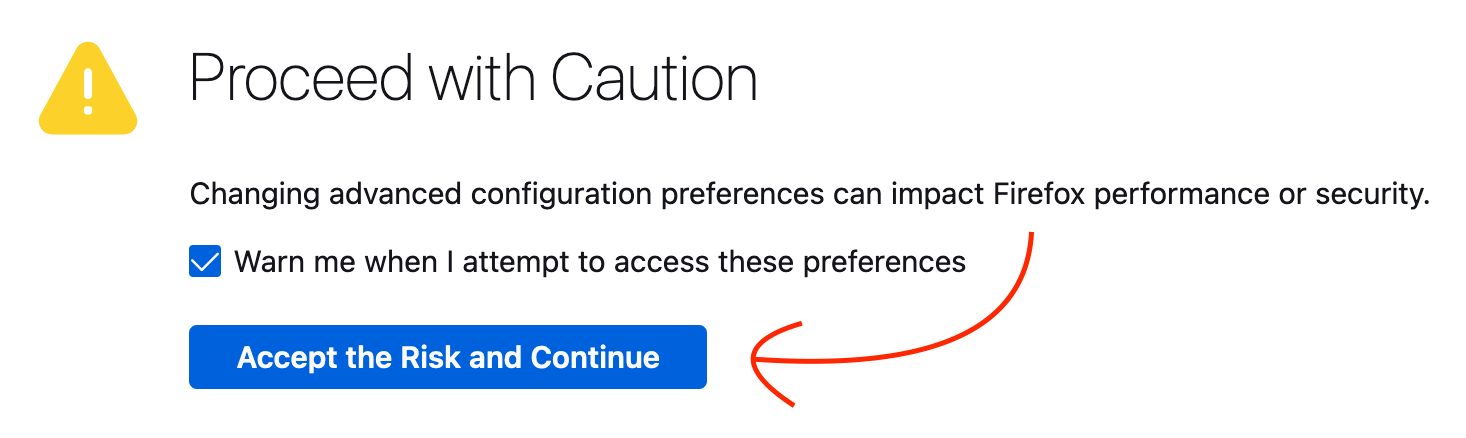 Proceed with Caution
Changing advanced configuration preferences can impact Firefox performance or security.
Warn me when I attempt to access these preferences
Accept the Risk and Continue